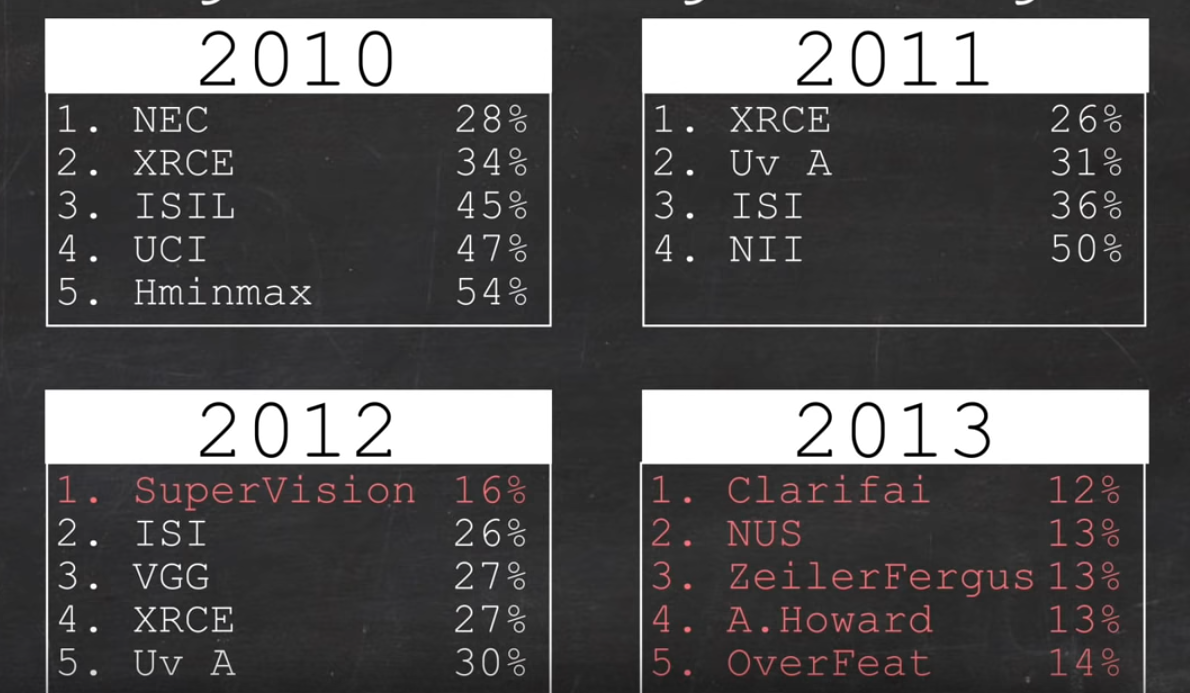 2010
1. NEC 28%
2. XRCE 34%
3. ISIL 45%
4. UCI 47%
5. Hminmax 54%
2011
1. XRCE 26%
2. Uv A 31%
3. ISI 36%
4. NII 50%
2012
1. SuperVision 16%
2. ISI 26%
3. VGG 27%
4. XRCE 27%
5. Uv A 30%
2013
1. Clarifai 12%
2. NUS 13%
3. ZeilerFergus 13%
4. A.Howard 13%
5. OverFeat 14%